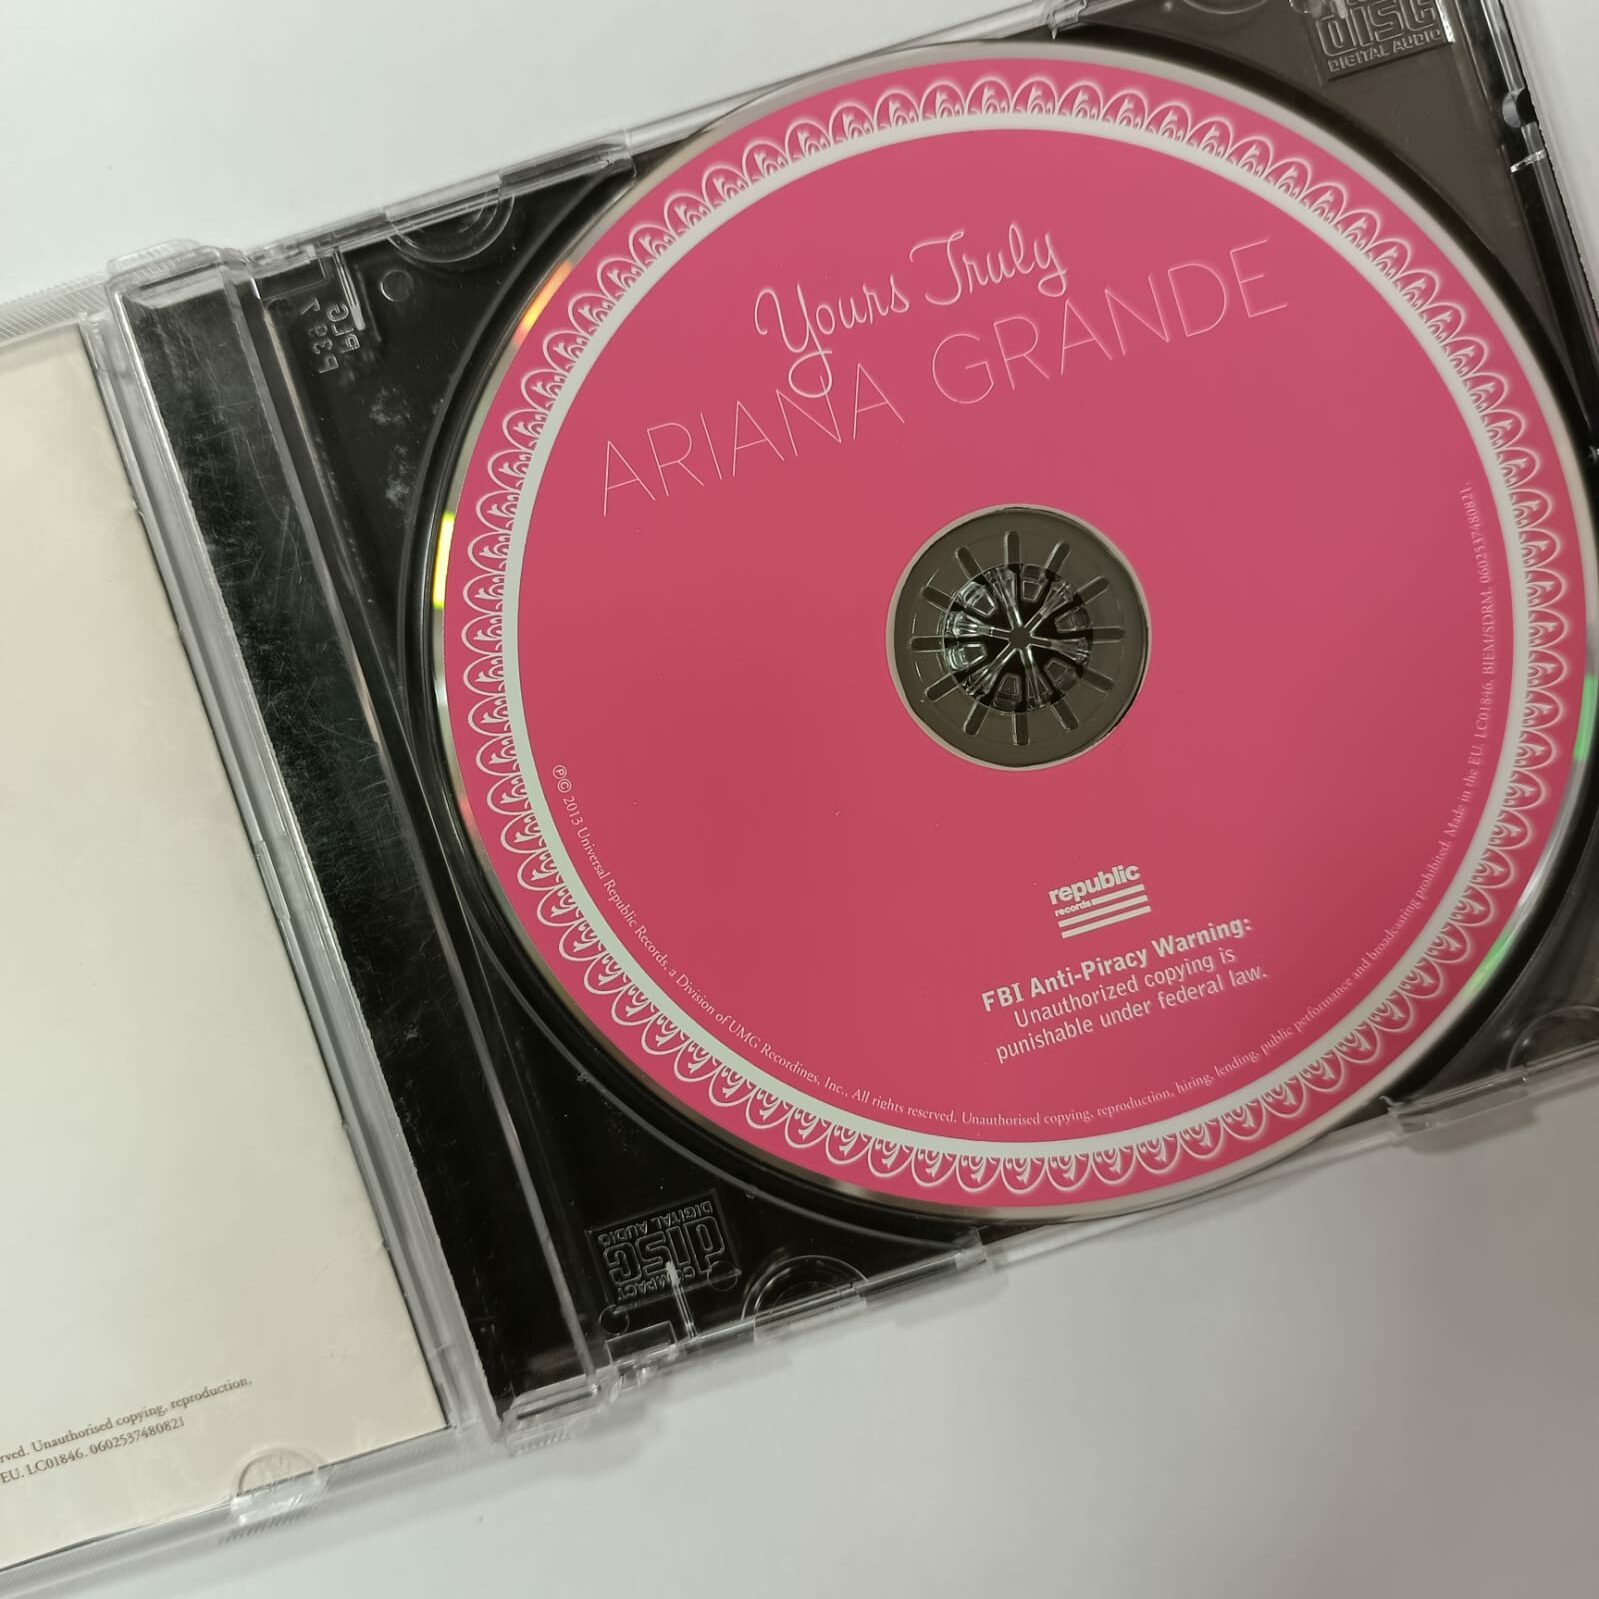 DISC
DIGITAL AUDIO
Yours Truly
ARIANA GRANDE
republic
records
FBI Anti-Piracy Warning:
Unauthorized copying is
punishable under federal law.
℗© 2013 Universal Republic Records, a Division of UMG Recordings, Inc., All rights reserved. Unauthorised copying, reproduction, hiring, lending, public performance and broadcasting prohibited. Made in the EU. LC01846. BIEM/SDRM. 0602537480821.
COMPACT
disc
DIGITAL AUDIO
rved. Unauthorised copying, reproduction,
EU. LC01846. 0602537480821